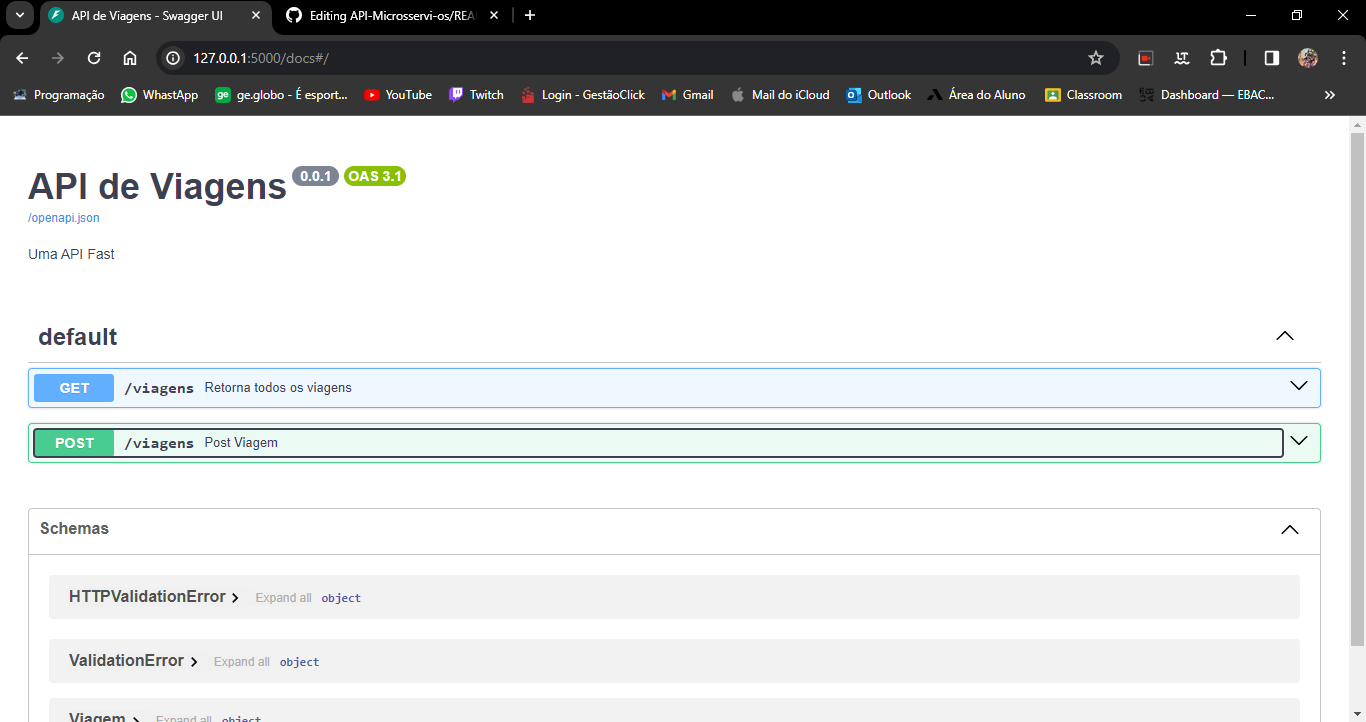 API de Viagens - Swagger UI
Editing API-Microsservi-os/REA
127.0.0.1:5000/docs#/
Programação WhastApp ge ge.globo - É esport... YouTube Twitch Login - GestãoClick Gmail Mail do iCloud Outlook Área do Aluno Classroom Dashboard — EBAC...
API de Viagens 0.0.1 OAS 3.1
/openapi.json
Uma API Fast
default
GET /viagens Retorna todos os viagens
POST /viagens Post Viagem
Schemas
HTTPValidationError Expand all object
ValidationError Expand all object
Viagem Expand all object